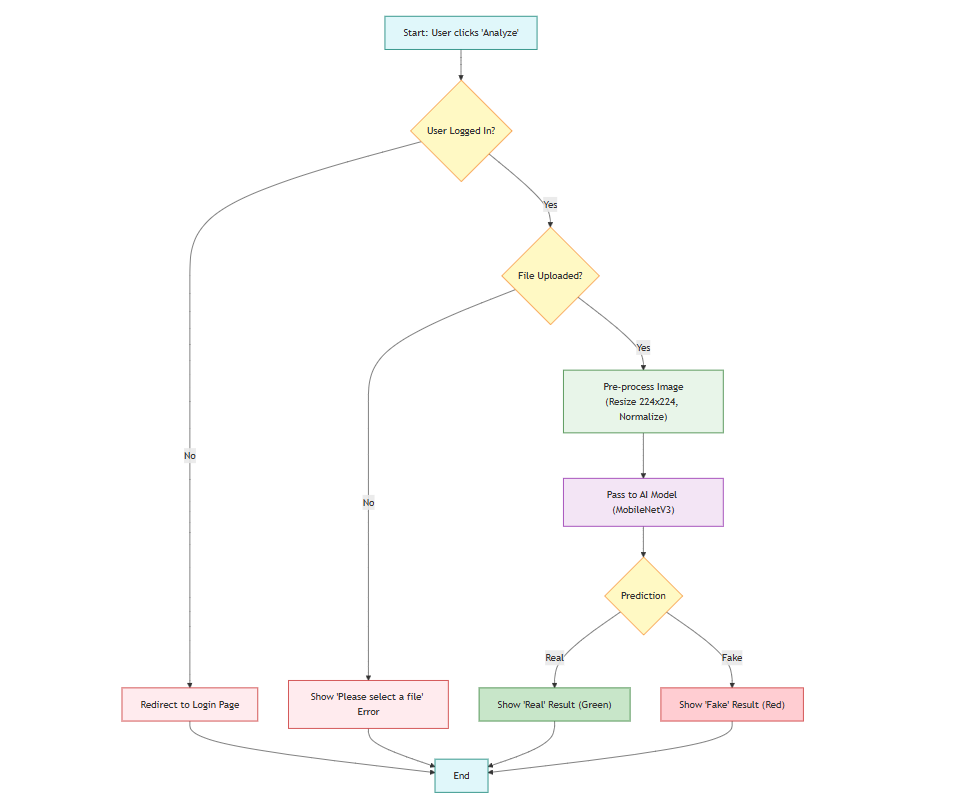 Start: User clicks 'Analyze'
User Logged In?
Yes
File Uploaded?
Yes
Pre-process Image
(Resize 224x224,
Normalize)
No
No
Pass to AI Model
(MobileNetV3)
Prediction
Real
Fake
Redirect to Login Page
Show 'Please select a file'
Error
Show 'Real' Result (Green)
Show 'Fake' Result (Red)
End